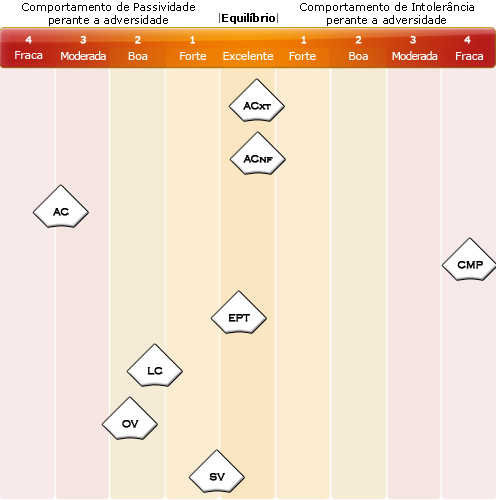 Comportamento de Passividade
perante a adversidade
|Equilíbrio|
Comportamento de Intolerância
perante a adversidade
4 3 2 1 1 2 3 4
Fraca Moderada Boa Forte Excelente Forte Boa Moderada Fraca
ACxt
ACnf
AC
CMP
EPT
LC
OV
SV